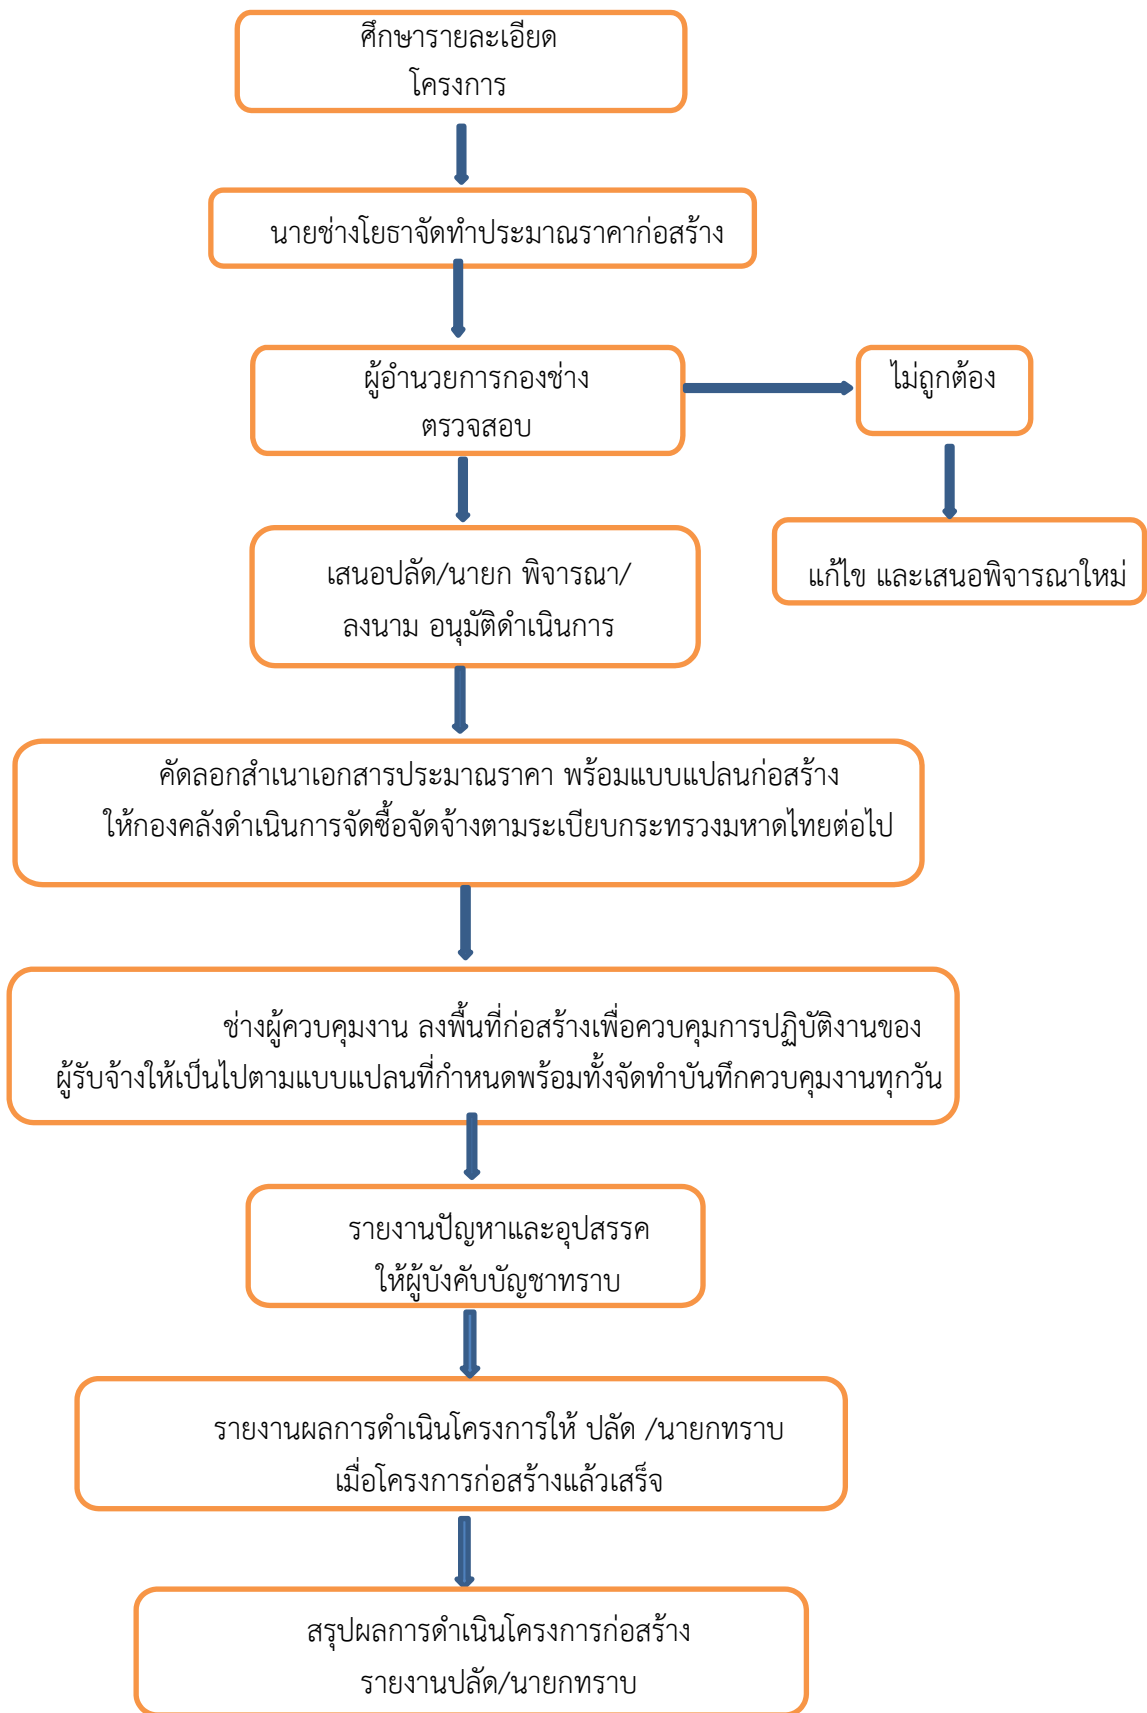 ศึกษารายละเอียด
โครงการ
นายช่างโยธาจัดทำประมาณราคาก่อสร้าง
ผู้อำนวยการกองช่าง
ตรวจสอบ
ไม่ถูกต้อง
แก้ไข และเสนอพิจารณาใหม่
เสนอปลัด/นายก พิจารณา/
ลงนาม อนุมัติดำเนินการ
คัดลอกสำเนาเอกสารประมาณราคา พร้อมแบบแปลนก่อสร้าง
ให้กองคลังดำเนินการจัดซื้อจัดจ้างตามระเบียบกระทรวงมหาดไทยต่อไป
ช่างผู้ควบคุมงาน ลงพื้นที่ก่อสร้างเพื่อควบคุมการปฏิบัติงานของ
ผู้รับจ้างให้เป็นไปตามแบบแปลนที่กำหนดพร้อมทั้งจัดทำบันทึกควบคุมงานทุกวัน
รายงานปัญหาและอุปสรรค
ให้ผู้บังคับบัญชาทราบ
รายงานผลการดำเนินโครงการให้ ปลัด /นายกทราบ
เมื่อโครงการก่อสร้างแล้วเสร็จ
สรุปผลการดำเนินโครงการก่อสร้าง
รายงานปลัด/นายกทราบ